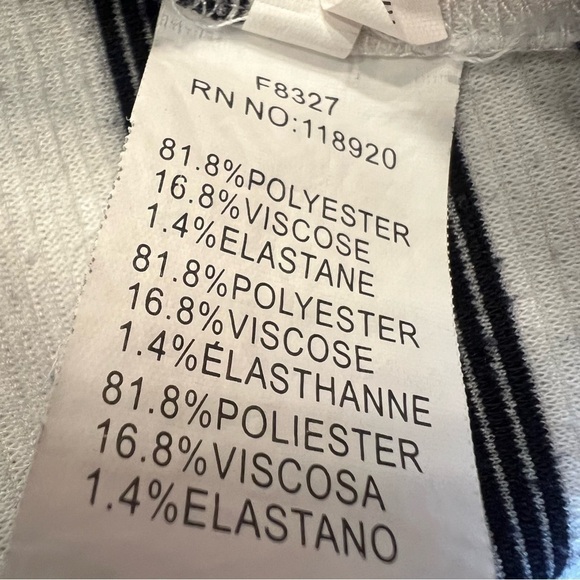 F8327
RN NO:118920
81.8%POLYESTER
16.8%VISCOSE
1.4%ELASTANE
81.8%POLYESTER
16.8%VISCOSE
1.4%ÉLASTHANNE
81.8%POLIESTER
16.8%VISCOSA
1.4%ELASTANO